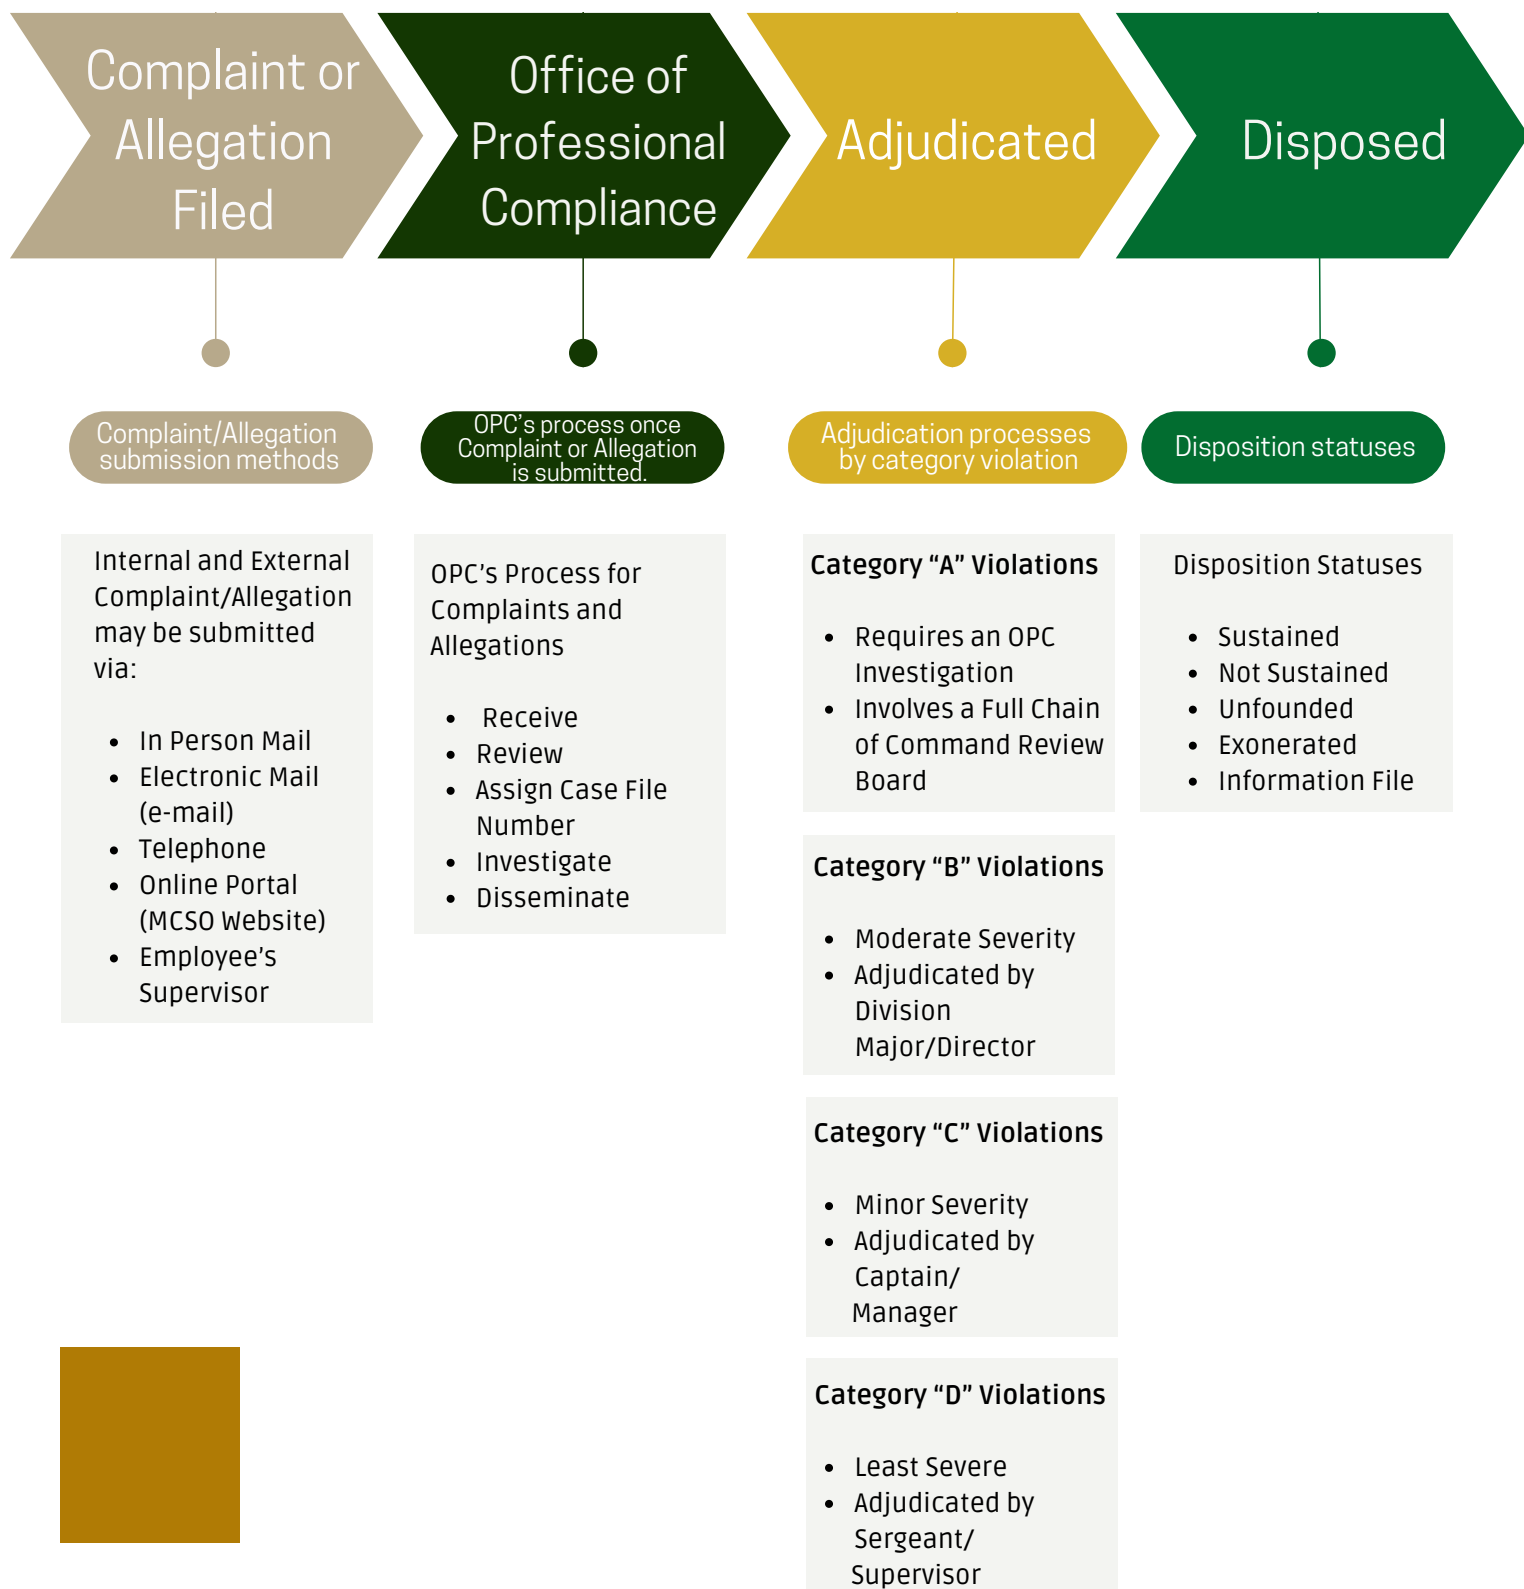 Complaint or
Allegation
Filed
Office of
Professional
Compliance
Adjudicated
Disposed
Complaint/Allegation
submission methods
OPC's process once
Complaint or Allegation
is submitted.
Adjudication processes
by category violation
Disposition statuses
Internal and External
Complaint/Allegation
may be submitted
via:
• In Person Mail
• Electronic Mail
(e-mail)
• Telephone
• Online Portal
(MCSO Website)
• Employee's
Supervisor
OPC's Process for
Complaints and
Allegations
• Receive
• Review
• Assign Case File
Number
• Investigate
• Disseminate
Category “A” Violations
• Requires an OPC
Investigation
• Involves a Full Chain
of Command Review
Board
Category “B” Violations
• Moderate Severity
• Adjudicated by
Division
Major/Director
Category “C” Violations
• Minor Severity
• Adjudicated by
Captain/
Manager
Category “D” Violations
• Least Severe
• Adjudicated by
Sergeant/
Supervisor
Disposition Statuses
• Sustained
• Not Sustained
• Unfounded
• Exonerated
• Information File